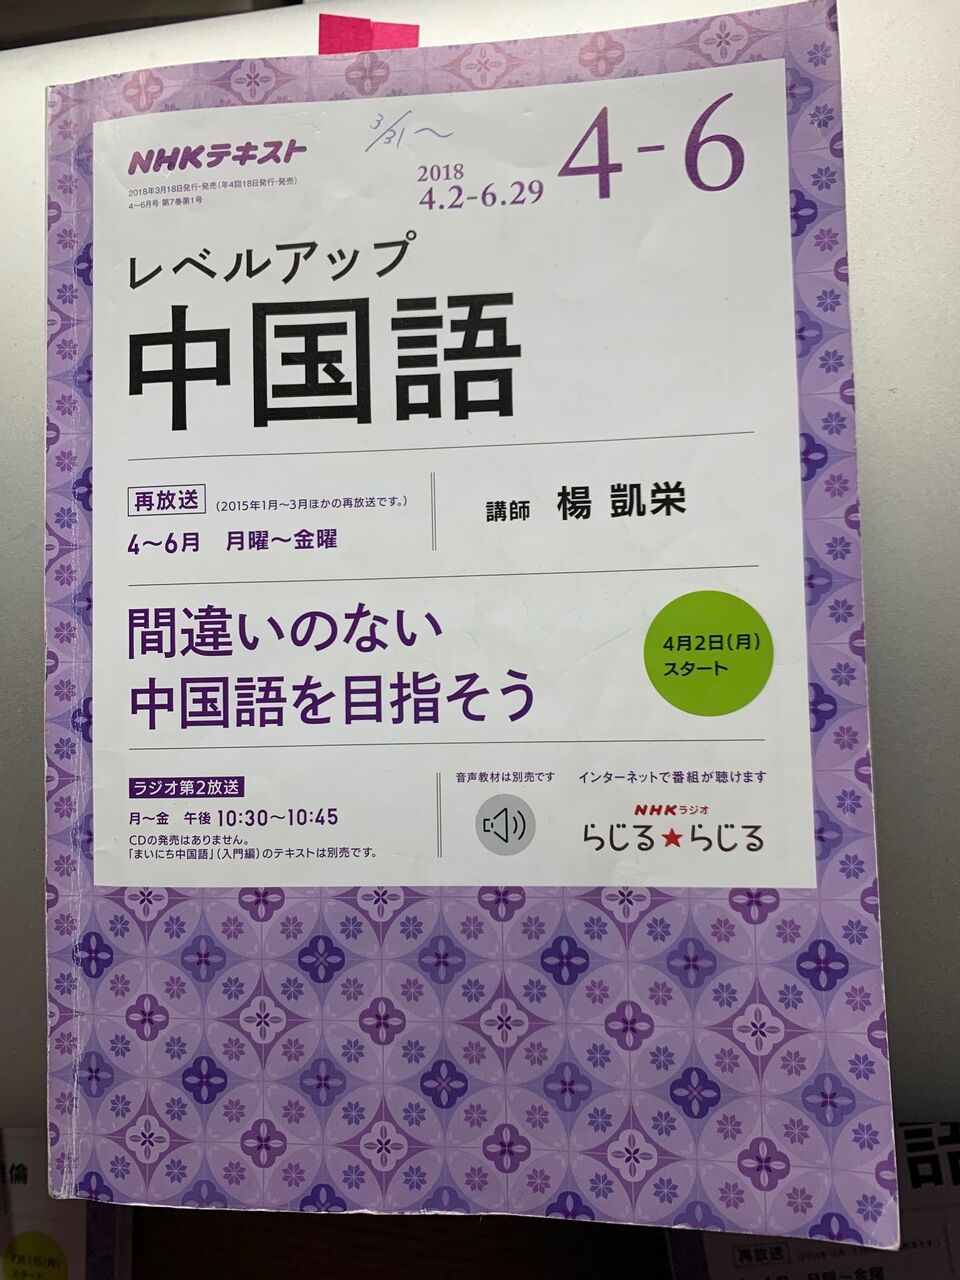 3/31～
NHKテキスト
2018年3月18日発行・発売（年4回18日発行・発売）
4～6月号 第7巻第1号
2018
4.2-6.29
4-6
レベルアップ
中国語
再放送 （2015年1月～3月ほかの再放送です。）
4～6月 月曜～金曜
講師 楊 凱栄
間違いのない
中国語を目指そう
4月2日（月）
スタート
ラジオ第2放送
月～金 午後 10:30～10:45
CDの発売はありません。
「まいにち中国語」（入門編）のテキストは別売です。
音声教材は別売です
インターネットで番組が聴けます
NHKラジオ
らじる★らじる
倫
スタート
語
再放送